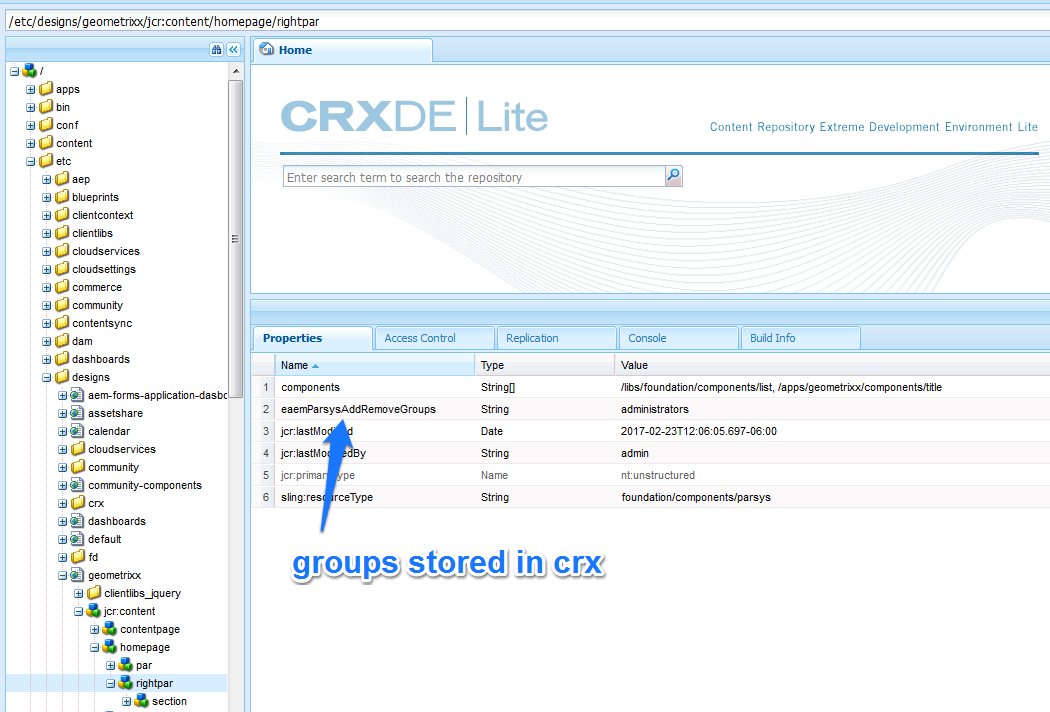 /etc/designs/geometrixx/jcr:content/homepage/rightpar
/
apps
bin
conf
content
etc
aep
blueprints
clientcontext
clientlibs
cloudservices
cloudsettings
commerce
community
contentsync
dam
dashboards
designs
aem-forms-application-dasbo
assetshare
calendar
cloudservices
community
community-components
crx
dashboards
default
fd
geometrixx
clientlibs_jquery
jcr:content
contentpage
homepage
par
rightpar
section
Home
CRXDE | Lite
Content Repository Extreme Development Environment Lite
Enter search term to search the repository
Properties Access Control Replication Console Build Info
Name Type Value
1 components String[] /libs/foundation/components/list, /apps/geometrixx/components/title
2 eaemParsysAddRemoveGroups String administrators
3 jcr:lastModified Date 2017-02-23T12:06:05.697-06:00
4 jcr:lastModifiedBy String admin
5 jcr:primaryType Name nt:unstructured
6 sling:resourceType String foundation/components/parsys
groups stored in crx